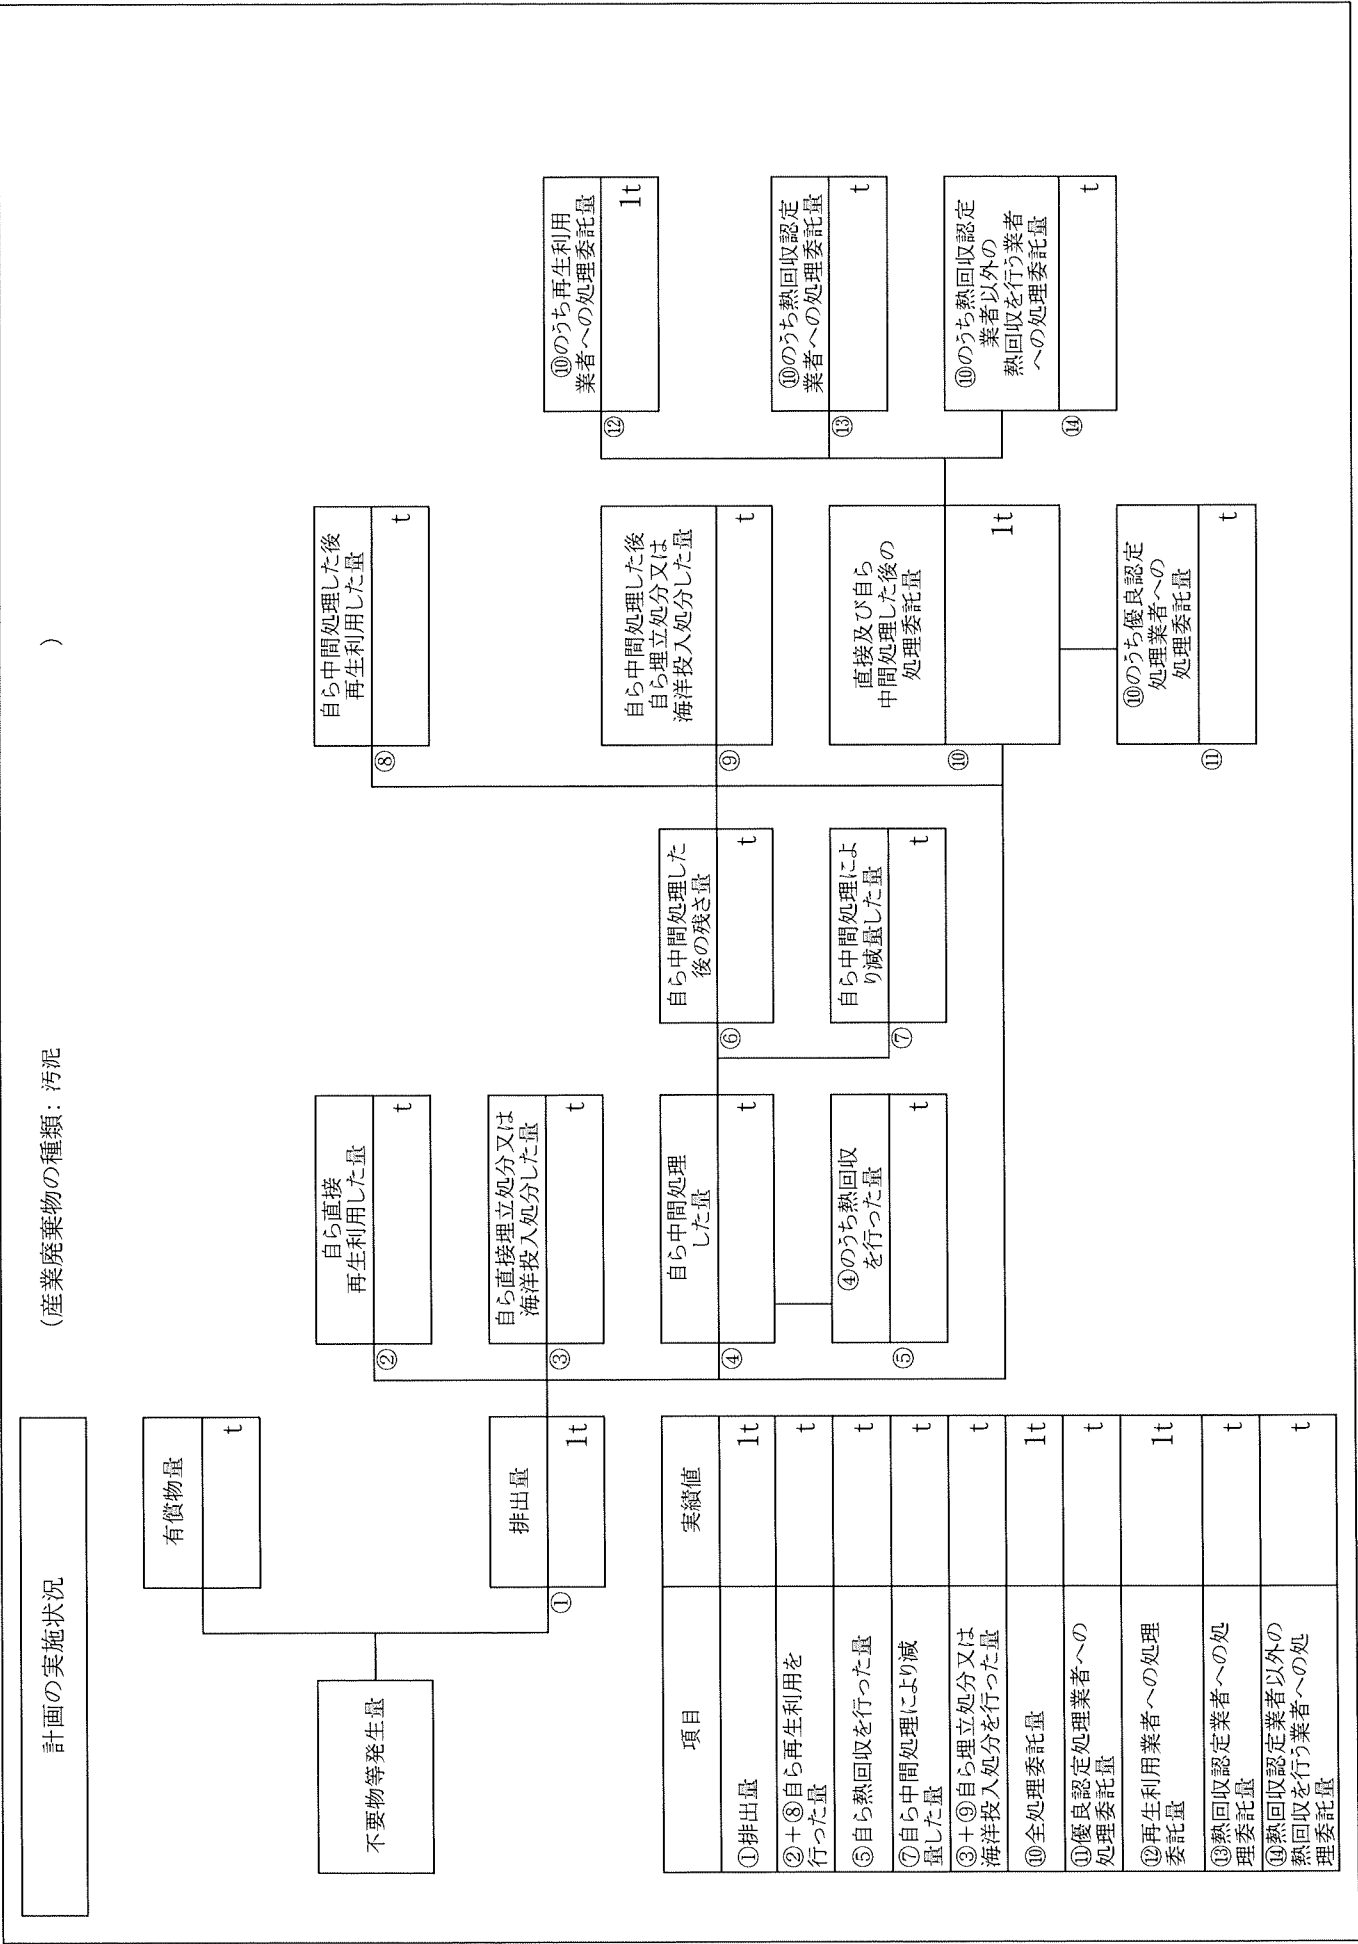 計画の実施状況
(産業廃棄物の種類: 汚泥 )
不要物等発生量
有償物量
t
①
排出量
1t
②
自ら直接
再生利用した量
t
③
自ら直接埋立処分又は
海洋投入処分した量
t
④
自ら中間処理
した量
t
⑤
④のうち熱回収
を行った量
t
⑥
自ら中間処理した
後の残さ量
t
⑦
自ら中間処理によ
り減量した量
t
⑧
自ら中間処理した後
再生利用した量
t
⑨
自ら中間処理した後
自ら埋立処分又は
海洋投入処分した量
t
⑩
直接及び自ら
中間処理した後の
処理委託量
1t
⑪
⑩のうち優良認定
処理業者への
処理委託量
t
⑫
⑩のうち再生利用
業者への処理委託量
1t
⑬
⑩のうち熱回収認定
業者への処理委託量
t
⑭
⑩のうち熱回収認定
業者以外の
熱回収を行う業者
への処理委託量
t
項目 実績値
①排出量 1t
②+⑧自ら再生利用を
行った量 t
⑤自ら熱回収を行った量 t
⑦自ら中間処理により減
量した量 t
③+⑨自ら埋立処分又は
海洋投入処分を行った量 t
⑩全処理委託量 1t
⑪優良認定処理業者への
処理委託量 t
⑫再生利用業者への処理
委託量 1t
⑬熱回収認定業者への処
理委託量 t
⑭熱回収認定業者以外の
熱回収を行う業者への処
理委託量 t